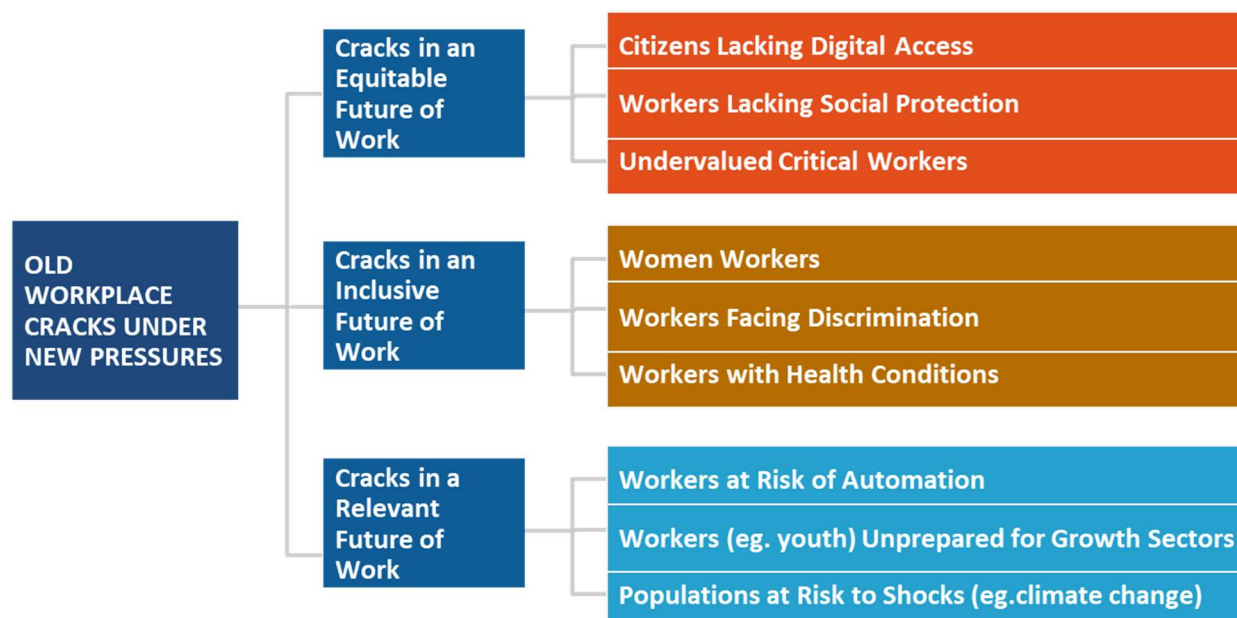 OLD
WORKPLACE
CRACKS UNDER
NEW PRESSURES
Cracks in an
Equitable
Future of
Work
Citizens Lacking Digital Access
Workers Lacking Social Protection
Undervalued Critical Workers
Cracks in an
Inclusive
Future of
Work
Women Workers
Workers Facing Discrimination
Workers with Health Conditions
Cracks in a
Relevant
Future of
Work
Workers at Risk of Automation
Workers (eg. youth) Unprepared for Growth Sectors
Populations at Risk to Shocks (eg.climate change)